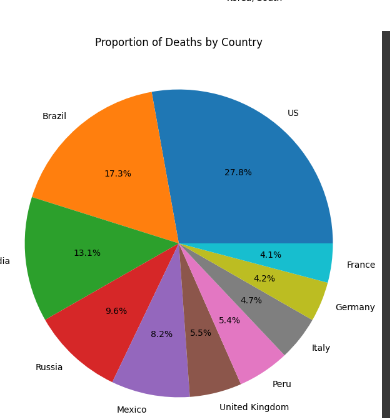 Proportion of Deaths by Country
US
Brazil
27.8%
17.3%
13.1%
4.1%
4.2%
France
4.7%
9.6%
Germany
5.4%
5.5%
8.2%
Italy
Russia
Peru
United Kingdom
Mexico